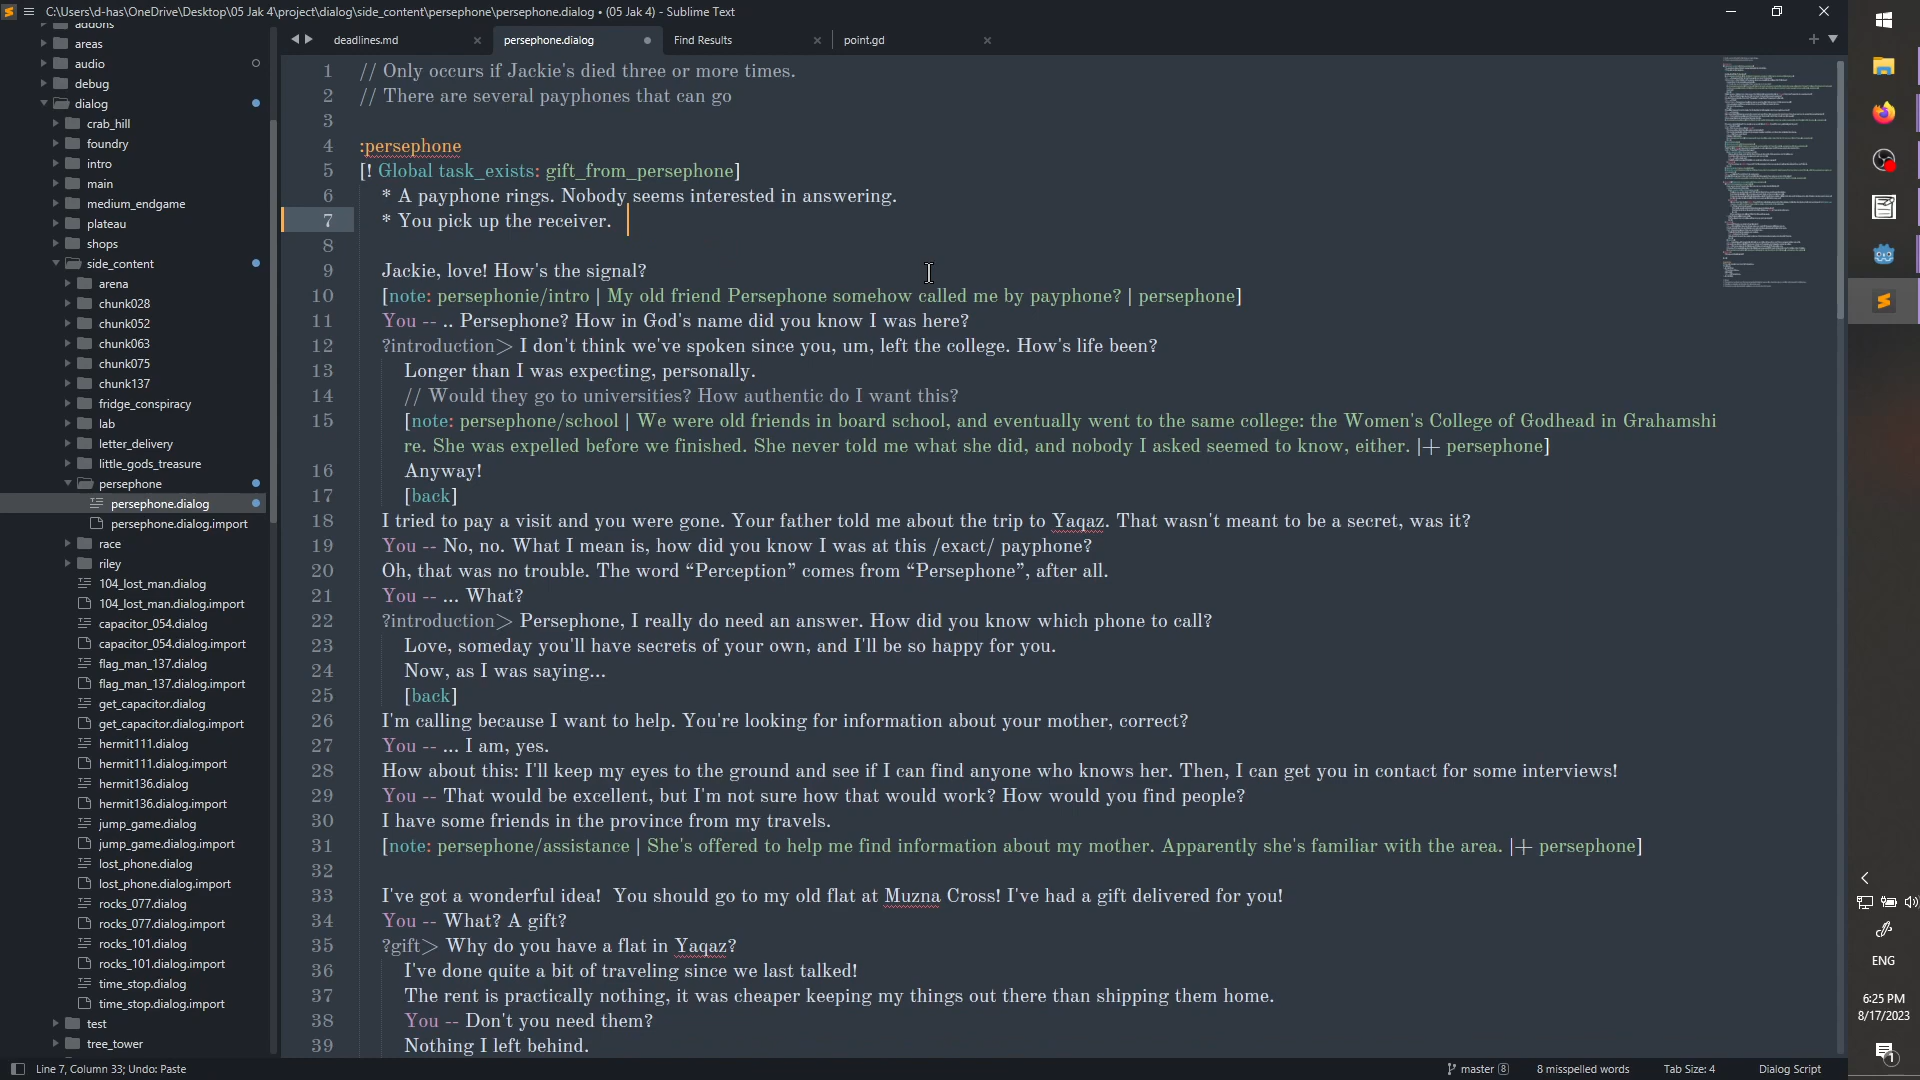 C:\Users\d-has\OneDrive\Desktop\05 Jak 4\project\dialog\side_content\persephone\persephone.dialog • (05 Jak 4) - Sublime Text
addons
areas
audio
debug
dialog
crab_hill
foundry
intro
main
medium_endgame
plateau
shops
side_content
arena
chunk028
chunk052
chunk063
chunk075
chunk137
fridge_conspiracy
lab
letter_delivery
little_gods_treasure
persephone
persephone.dialog
persephone.dialog.import
race
riley
104_lost_man.dialog
104_lost_man.dialog.import
capacitor_054.dialog
capacitor_054.dialog.import
flag_man_137.dialog
flag_man_137.dialog.import
get_capacitor.dialog
get_capacitor.dialog.import
hermit111.dialog
hermit111.dialog.import
hermit136.dialog
hermit136.dialog.import
jump_game.dialog
jump_game.dialog.import
lost_phone.dialog
lost_phone.dialog.import
rocks_077.dialog
rocks_077.dialog.import
rocks_101.dialog
rocks_101.dialog.import
time_stop.dialog
time_stop.dialog.import
test
tree_tower
deadlines.md
persephone.dialog
Find Results
point.gd
1 // Only occurs if Jackie's died three or more times.
2 // There are several payphones that can go
3
4 :persephone
5 [! Global task_exists: gift_from_persephone]
6 * A payphone rings. Nobody seems interested in answering.
7 * You pick up the receiver.
8
9 Jackie, love! How's the signal?
10 [note: persephonie/intro | My old friend Persephone somehow called me by payphone? | persephone]
11 You -- .. Persephone? How in God's name did you know I was here?
12 ?introduction> I don't think we've spoken since you, um, left the college. How's life been?
13 Longer than I was expecting, personally.
14 // Would they go to universities? How authentic do I want this?
15 [note: persephone/school | We were old friends in board school, and eventually went to the same college: the Women's College of Godhead in Grahamshi
re. She was expelled before we finished. She never told me what she did, and nobody I asked seemed to know, either. |+ persephone]
16 Anyway!
17 [back]
18 I tried to pay a visit and you were gone. Your father told me about the trip to Yaqaz. That wasn't meant to be a secret, was it?
19 You -- No, no. What I mean is, how did you know I was at this /exact/ payphone?
20 Oh, that was no trouble. The word “Perception” comes from “Persephone”, after all.
21 You -- ... What?
22 ?introduction> Persephone, I really do need an answer. How did you know which phone to call?
23 Love, someday you'll have secrets of your own, and I'll be so happy for you.
24 Now, as I was saying...
25 [back]
26 I'm calling because I want to help. You're looking for information about your mother, correct?
27 You -- ... I am, yes.
28 How about this: I'll keep my eyes to the ground and see if I can find anyone who knows her. Then, I can get you in contact for some interviews!
29 You -- That would be excellent, but I'm not sure how that would work? How would you find people?
30 I have some friends in the province from my travels.
31 [note: persephone/assistance | She's offered to help me find information about my mother. Apparently she's familiar with the area. |+ persephone]
32
33 I've got a wonderful idea!  You should go to my old flat at Muzna Cross! I've had a gift delivered for you!
34 You -- What? A gift?
35 ?gift> Why do you have a flat in Yaqaz?
36 I've done quite a bit of traveling since we last talked!
37 The rent is practically nothing, it was cheaper keeping my things out there than shipping them home.
38 You -- Don't you need them?
39 Nothing I left behind.
ENG
6:25 PM
8/17/2023
1
Line 7, Column 33; Undo: Paste
master 8
8 misspelled words
Tab Size: 4
Dialog Script